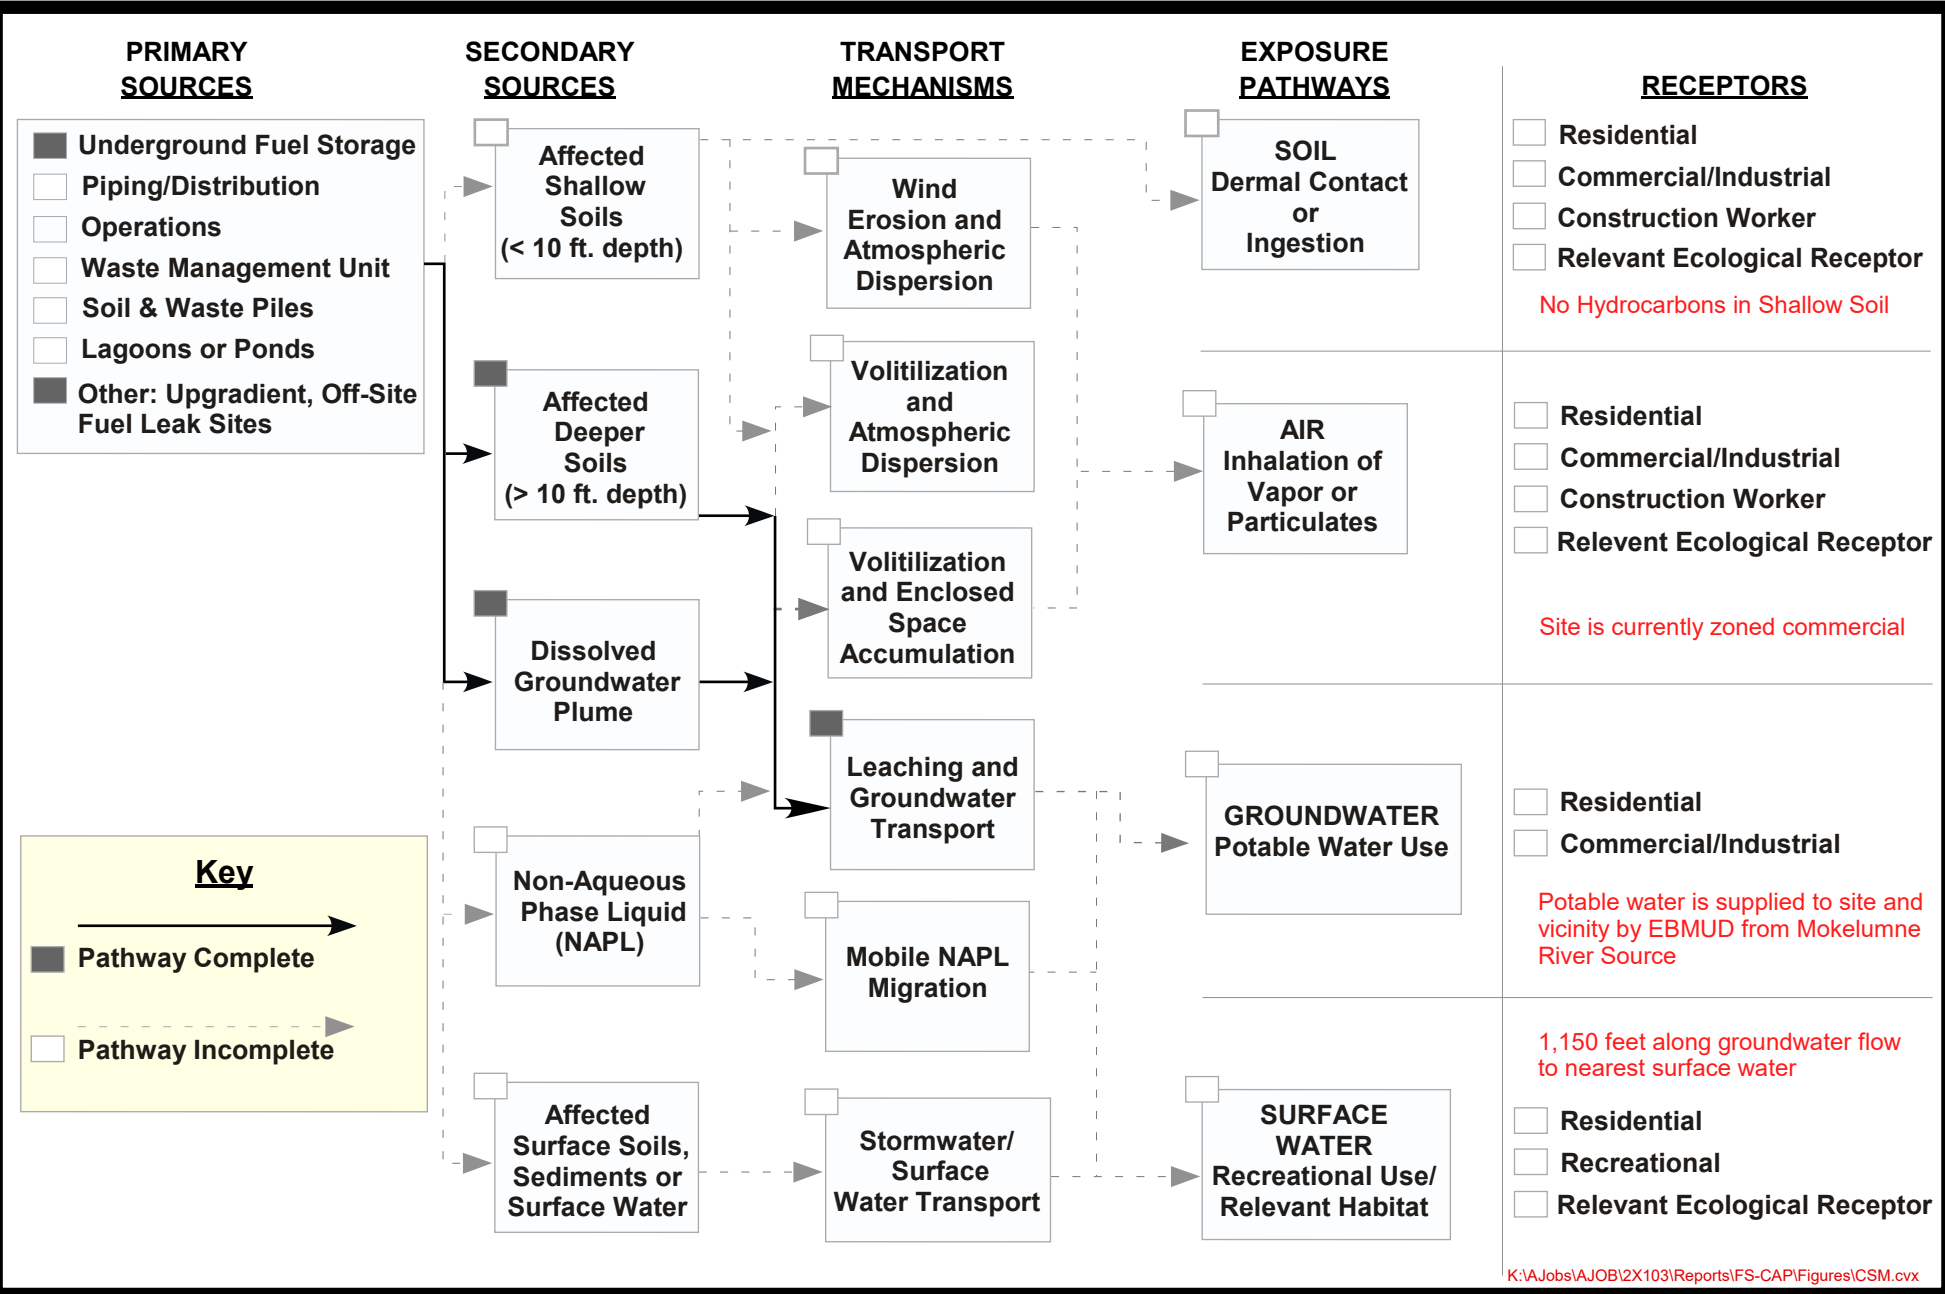 PRIMARY
SOURCES
Underground Fuel Storage
Piping/Distribution
Operations
Waste Management Unit
Soil & Waste Piles
Lagoons or Ponds
Other: Upgradient, Off-Site
Fuel Leak Sites
Key
Pathway Complete
Pathway Incomplete
SECONDARY
SOURCES
Affected
Shallow
Soils
(< 10 ft. depth)
Affected
Deeper
Soils
(> 10 ft. depth)
Dissolved
Groundwater
Plume
Non-Aqueous
Phase Liquid
(NAPL)
Affected
Surface Soils,
Sediments or
Surface Water
TRANSPORT
MECHANISMS
Wind
Erosion and
Atmospheric
Dispersion
Volitilization
and
Atmospheric
Dispersion
Volitilization
and Enclosed
Space
Accumulation
Leaching and
Groundwater
Transport
Mobile NAPL
Migration
Stormwater/
Surface
Water Transport
EXPOSURE
PATHWAYS
SOIL
Dermal Contact
or
Ingestion
AIR
Inhalation of
Vapor or
Particulates
GROUNDWATER
Potable Water Use
SURFACE
WATER
Recreational Use/
Relevant Habitat
RECEPTORS
Residential
Commercial/Industrial
Construction Worker
Relevant Ecological Receptor
No Hydrocarbons in Shallow Soil
Residential
Commercial/Industrial
Construction Worker
Relevent Ecological Receptor
Site is currently zoned commercial
Residential
Commercial/Industrial
Potable water is supplied to site and
vicinity by EBMUD from Mokelumne
River Source
1,150 feet along groundwater flow
to nearest surface water
Residential
Recreational
Relevant Ecological Receptor
K:\AJobs\AJOB\2X103\Reports\FS-CAP\Figures\CSM.cvx